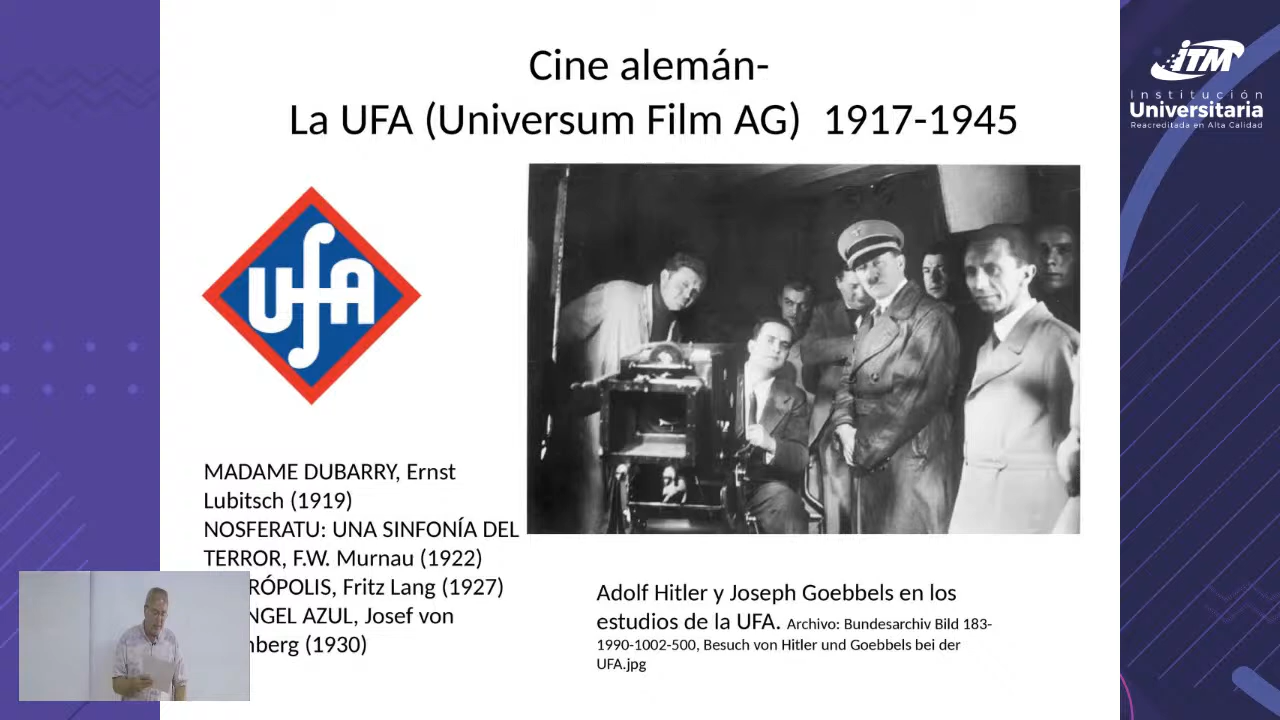 Cine alemán-
La UFA (Universum Film AG) 1917-1945
ITM
Institución
Universitaria
Reacreditada en Alta Calidad
UFA
MADAME DUBARRY, Ernst
Lubitsch (1919)
NOSFERATU: UNA SINFONÍA DEL
TERROR, F.W. Murnau (1922)
RÓPOLIS, Fritz Lang (1927)
NGEL AZUL, Josef von
nberg (1930)
Adolf Hitler y Joseph Goebbels en los
estudios de la UFA. Archivo: Bundesarchiv Bild 183-
1990-1002-500, Besuch von Hitler und Goebbels bei der
UFA.jpg